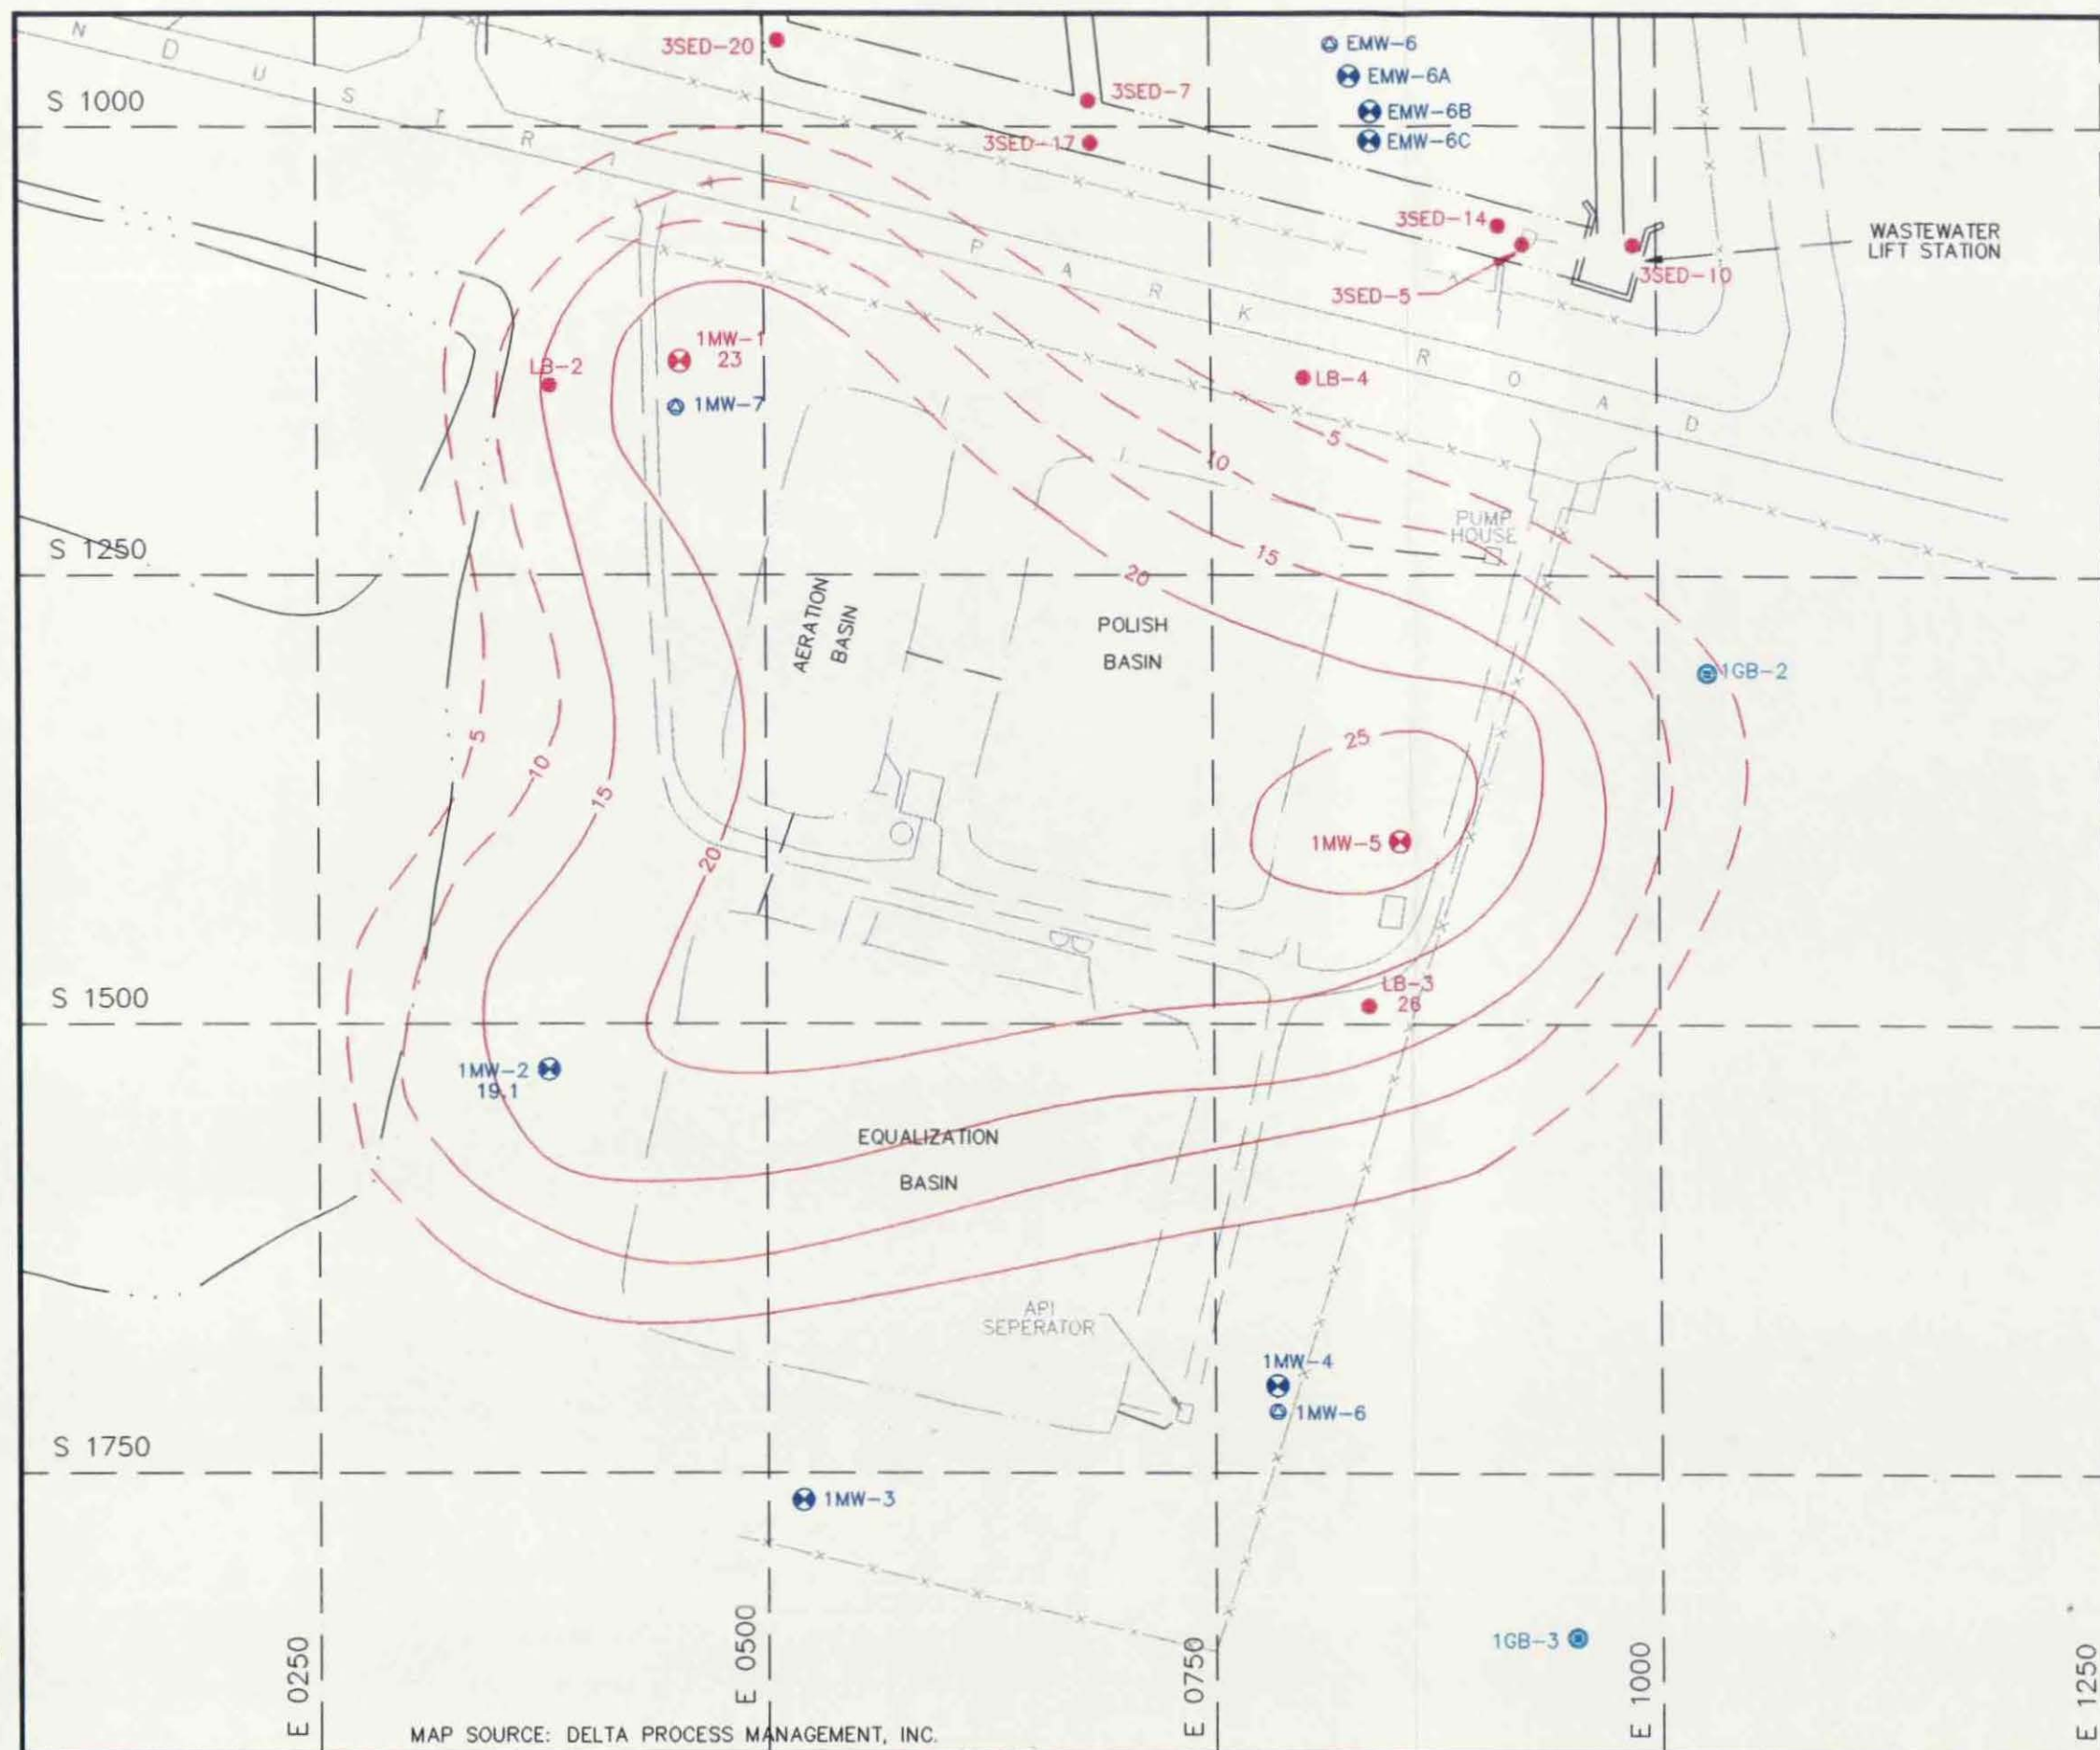 INDUSTRIAL PARK ROAD
3SED-20
3SED-7
3SED-17
EMW-6
EMW-6A
EMW-6B
EMW-6C
S 1000
3SED-14
3SED-5
3SED-10
WASTEWATER
LIFT STATION
1MW-1
23
LB-2
1MW-7
LB-4
5
10
15
20
PUMP
HOUSE
S 1250
AERATION
BASIN
POLISH
BASIN
1GB-2
5
10
15
20
25
1MW-5
LB-3
26
S 1500
1MW-2
19.1
EQUALIZATION
BASIN
API
SEPERATOR
1MW-4
1MW-6
S 1750
1MW-3
1GB-3
E 0250
E 0500
E 0750
E 1000
E 1250
MAP SOURCE: DELTA PROCESS MANAGEMENT, INC.